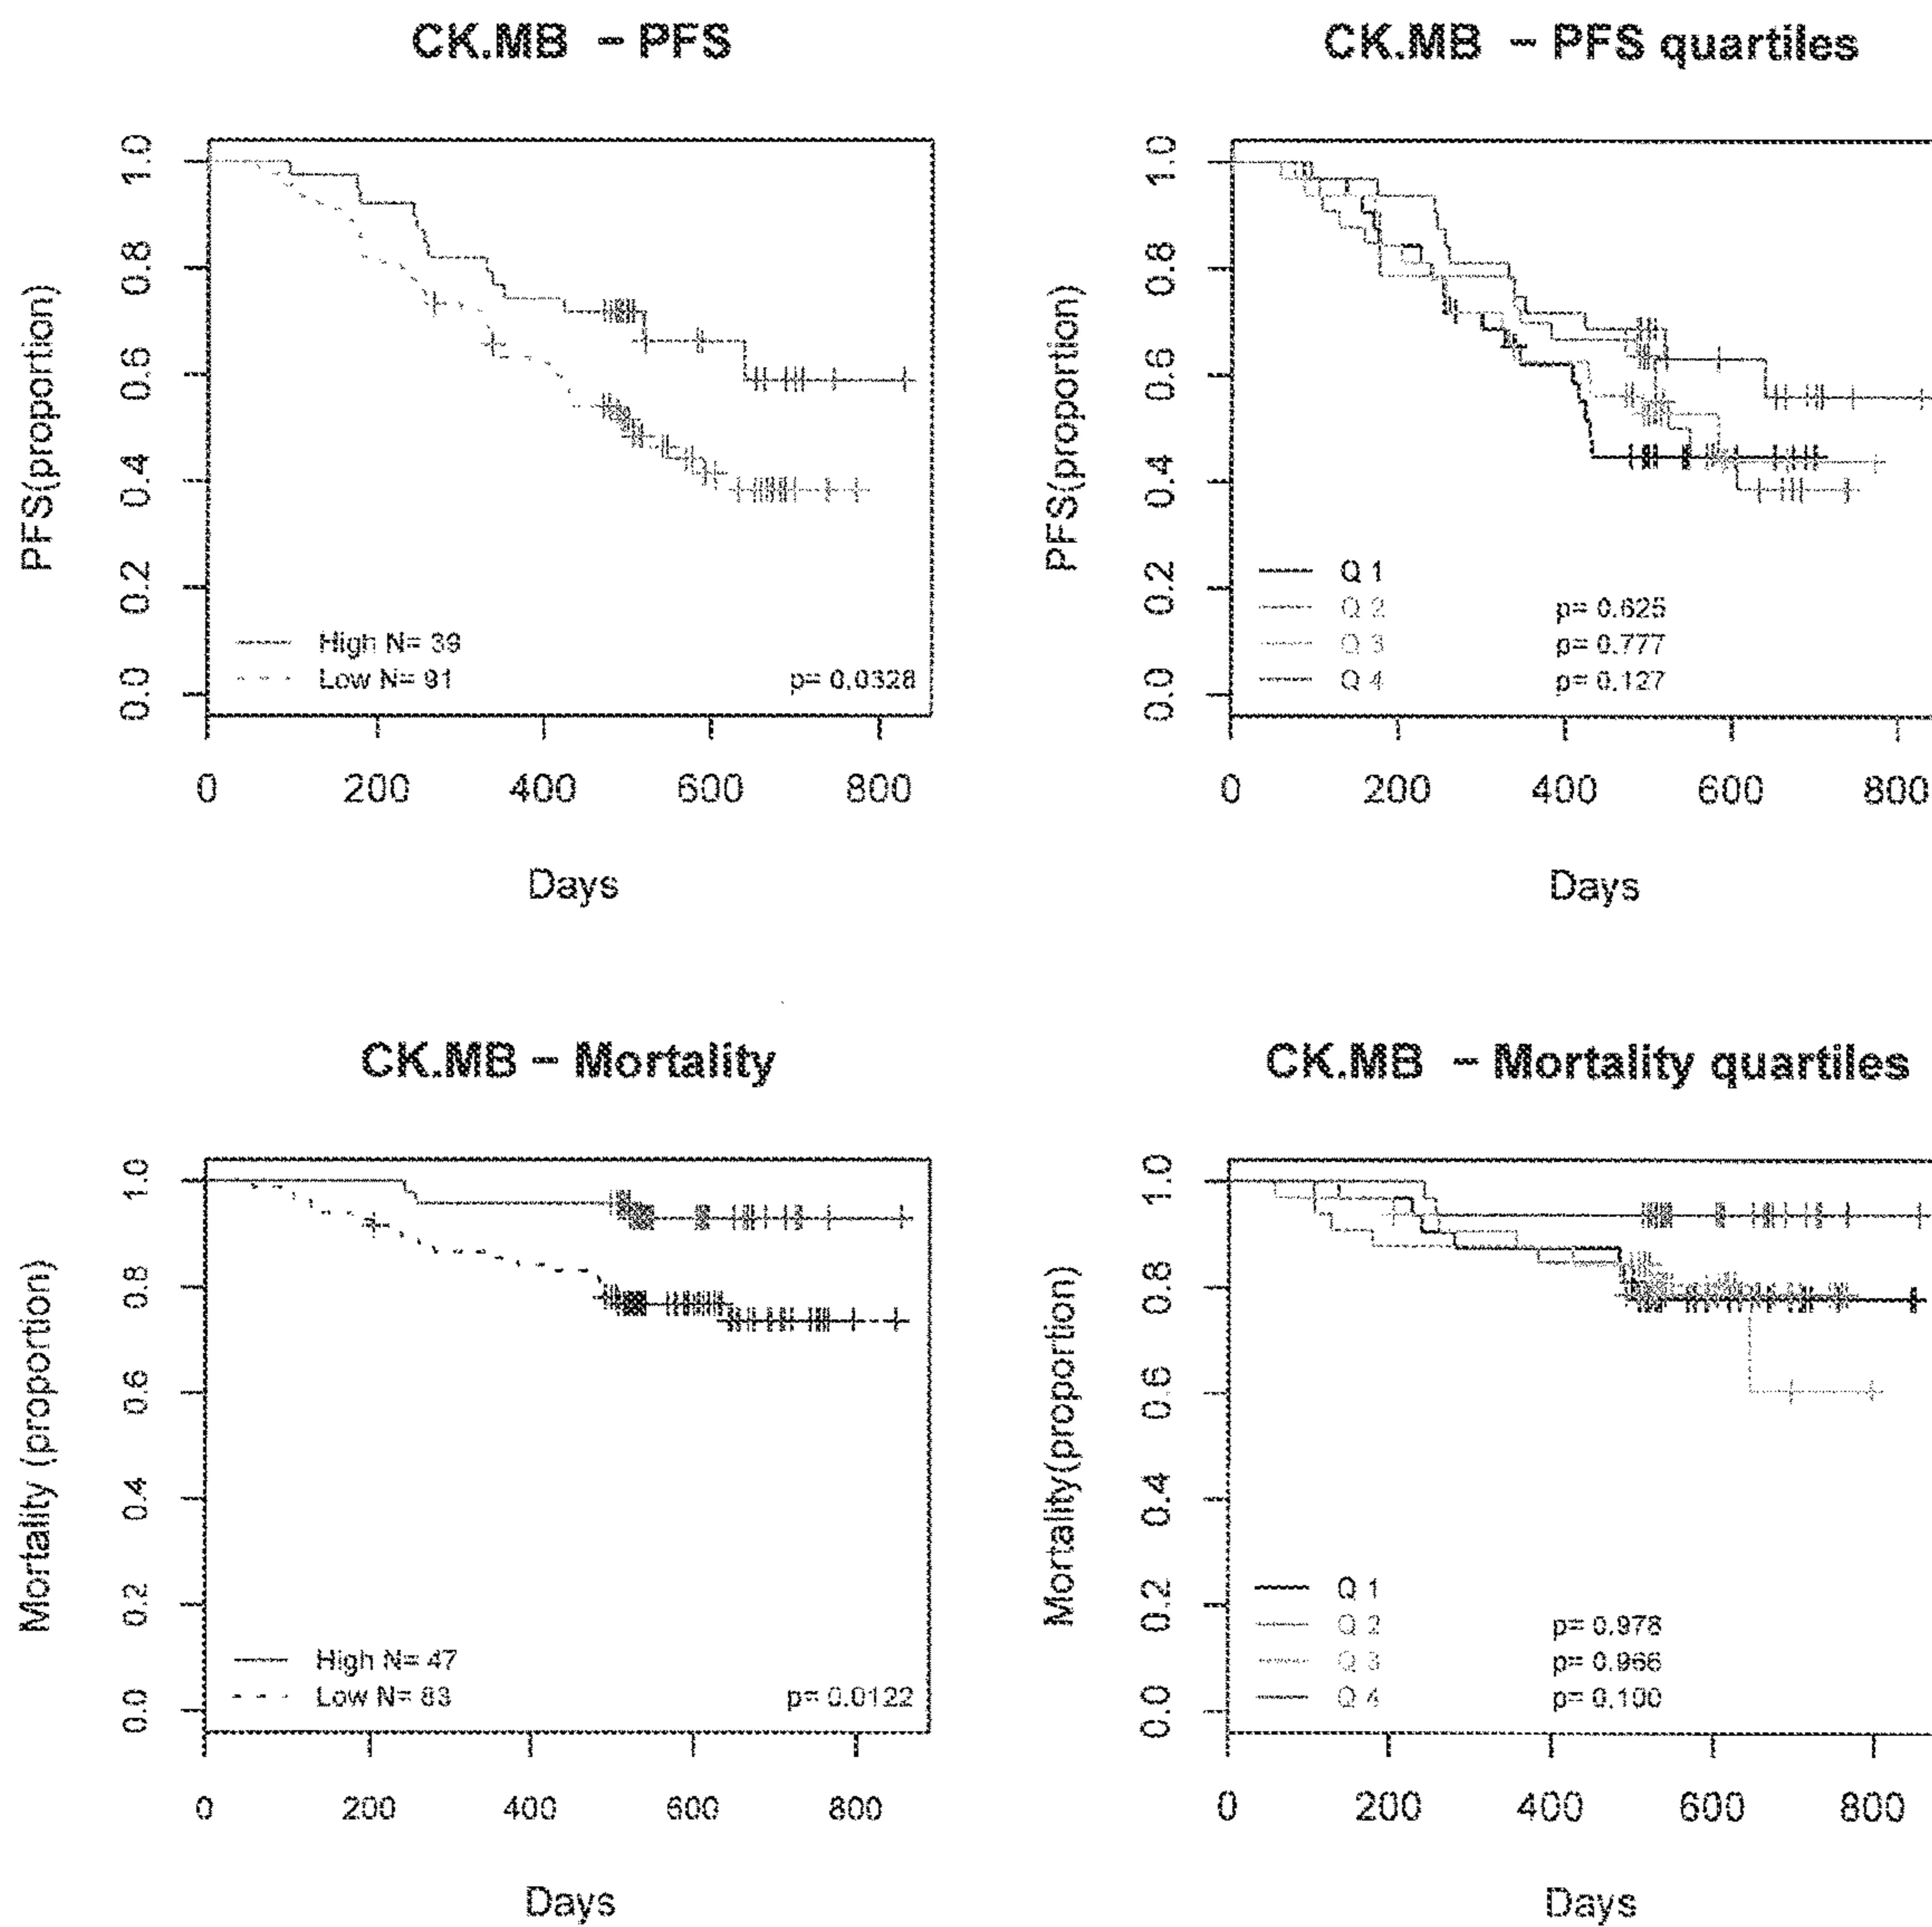 CK.MB – PFS
PFS(proportion)
1.0
0.8
0.6
0.4
0.2
0.0
High N= 39
Low N= 91
p= 0.0328
0 200 400 600 800
Days
CK.MB – PFS quartiles
PFS(proportion)
1.0
0.8
0.6
0.4
0.2
0.0
Q 1
Q 2 p= 0.625
Q 3 p= 0.777
Q 4 p= 0.127
0 200 400 600 800
Days
CK.MB – Mortality
Mortality (proportion)
1.0
0.8
0.6
0.4
0.2
0.0
High N= 47
Low N= 83
p= 0.0122
0 200 400 600 800
Days
CK.MB – Mortality quartiles
Mortality(proportion)
1.0
0.8
0.6
0.4
0.2
0.0
Q 1
Q 2 p= 0.978
Q 3 p= 0.966
Q 4 p= 0.100
0 200 400 600 800
Days